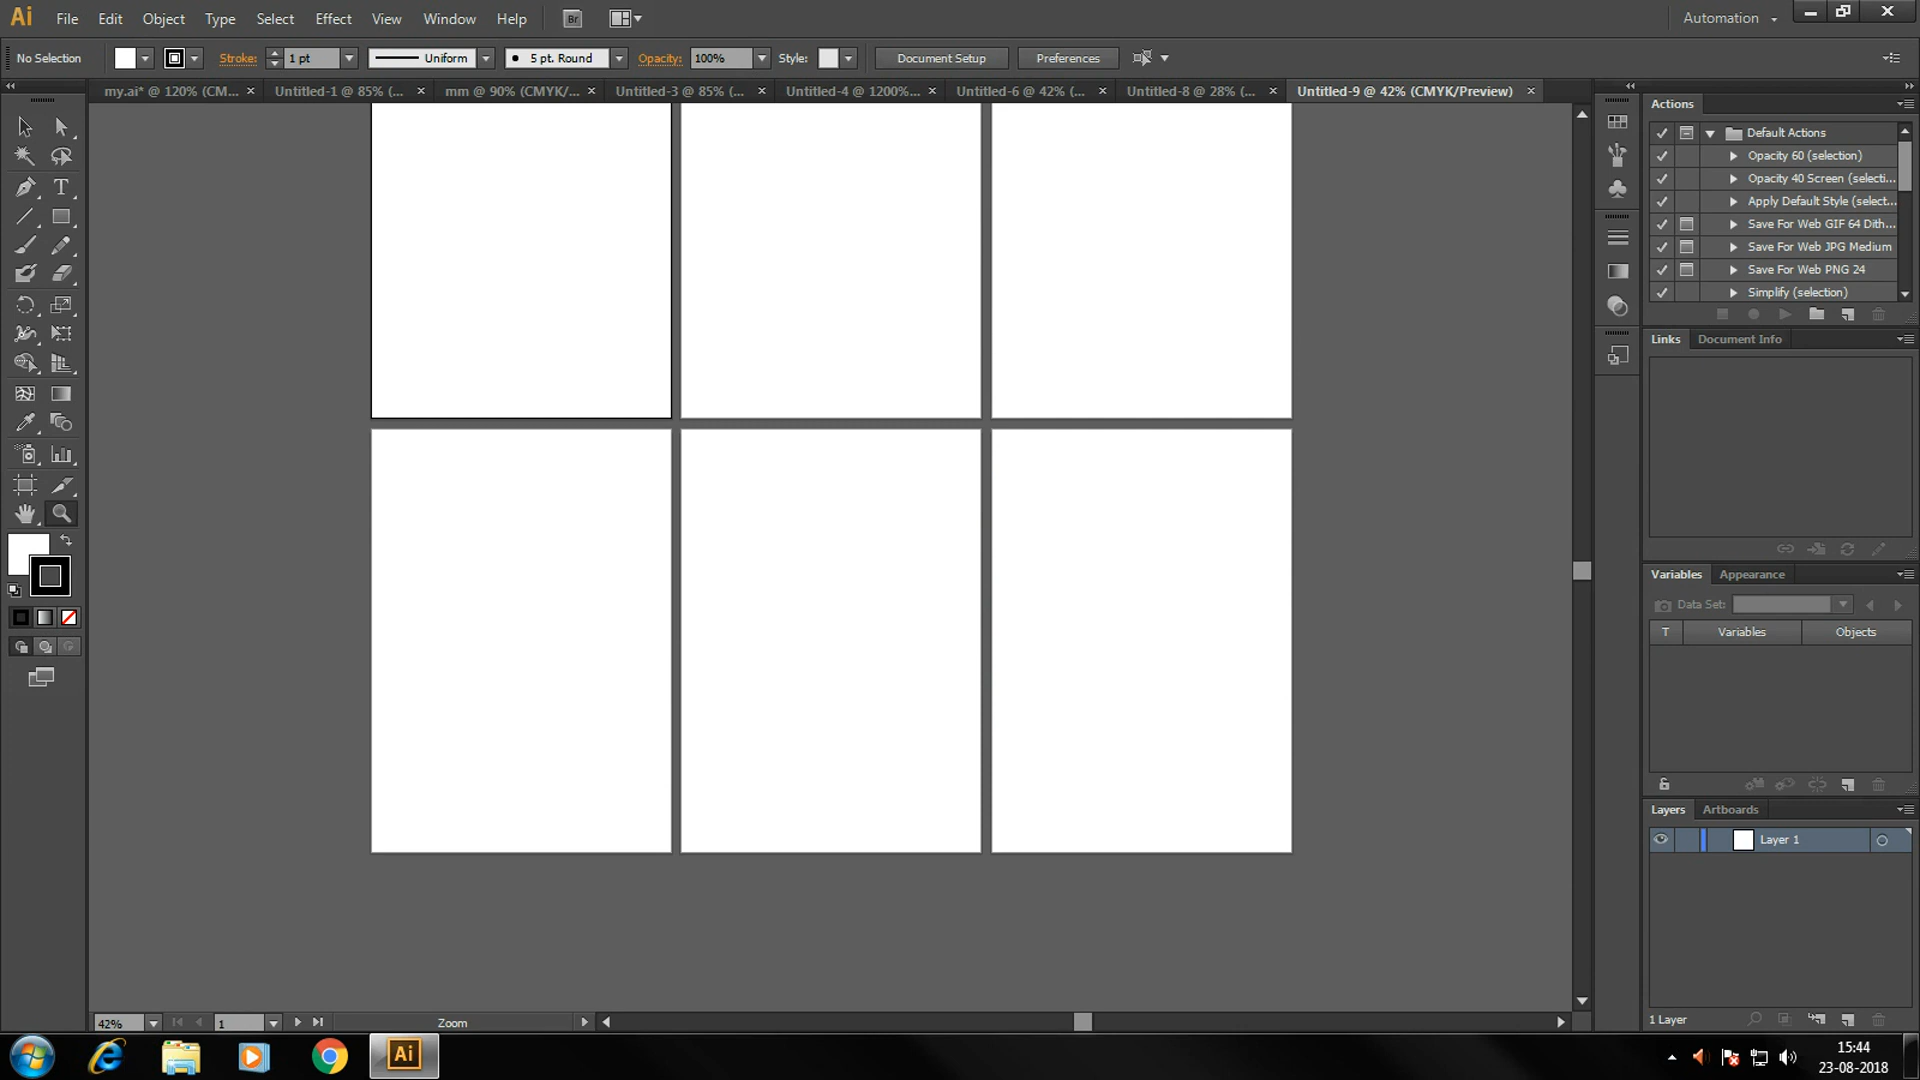 Ai File Edit Object Type Select Effect View Window Help Br Automation
No Selection Stroke: 1 pt Uniform 5 pt. Round Opacity: 100% Style: Document Setup Preferences
my.ai* @ 120% (CM... Untitled-1 @ 85% (... mm @ 90% (CMYK/... Untitled-3 @ 85% (... Untitled-4 @ 1200%... Untitled-6 @ 42% (... Untitled-8 @ 28% (... Untitled-9 @ 42% (CMYK/Preview)
Actions
Default Actions
Opacity 60 (selection)
Opacity 40 Screen (selecti...
Apply Default Style (select...
Save For Web GIF 64 Dith...
Save For Web JPG Medium
Save For Web PNG 24
Simplify (selection)
Links Document Info
Variables Appearance
Data Set:
T Variables Objects
Layers Artboards
Layer 1
1 Layer
42% 1 Zoom
Ai
15:44
23-08-2018